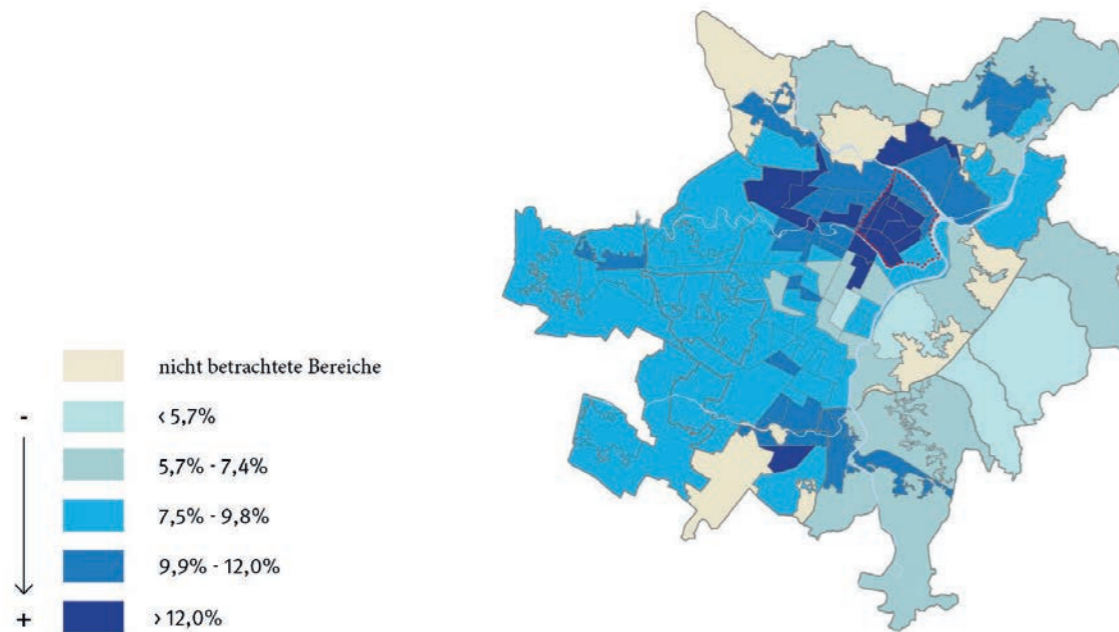 nicht betrachtete Bereiche
- ‹ 5,7%
5,7% - 7,4%
7,5% - 9,8%
9,9% - 12,0%
+ › 12,0%